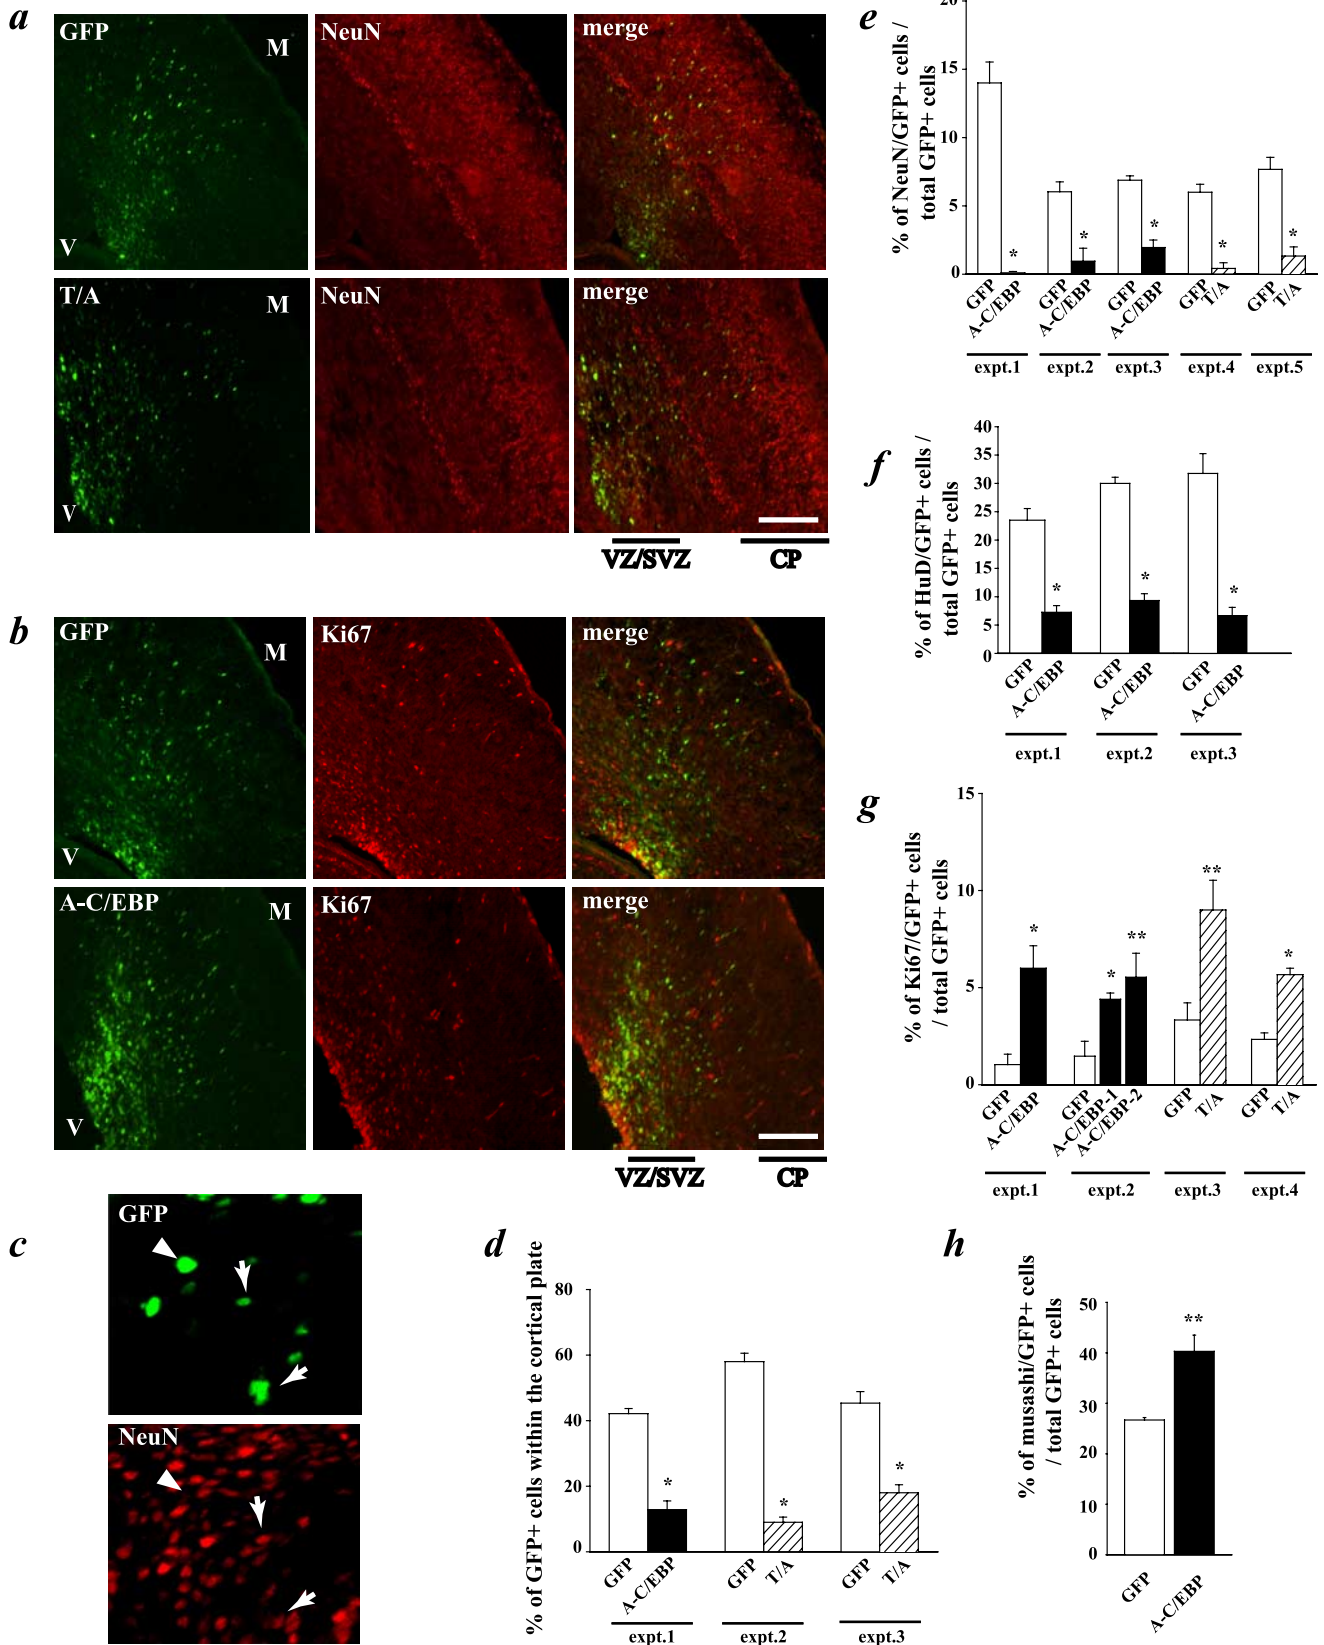 a
GFP
M
V
NeuN
merge
T/A
M
V
NeuN
merge
VZ/SVZ
CP
b
GFP
M
V
Ki67
merge
A-C/EBP
M
V
Ki67
merge
VZ/SVZ
CP
c
GFP
NeuN
d
% of GFP+ cells within the cortical plate
80
60
40
20
0
GFP
A-C/EBP
GFP
T/A
GFP
T/A
*
*
*
expt.1
expt.2
expt.3
e
% of NeuN/GFP+ cells /
total GFP+ cells
20
15
10
5
0
*
*
*
*
*
GFP
A-C/EBP
GFP
A-C/EBP
GFP
A-C/EBP
GFP
T/A
GFP
T/A
expt.1
expt.2
expt.3
expt.4
expt.5
f
% of HuD/GFP+ cells /
total GFP+ cells
40
35
30
25
20
15
10
5
0
*
*
*
GFP
A-C/EBP
GFP
A-C/EBP
GFP
A-C/EBP
expt.1
expt.2
expt.3
g
% of Ki67/GFP+ cells
/ total GFP+ cells
15
10
5
0
*
*
**
**
*
GFP
A-C/EBP
GFP
A-C/EBP-1
A-C/EBP-2
GFP
T/A
GFP
T/A
expt.1
expt.2
expt.3
expt.4
h
% of musashi/GFP+ cells
/ total GFP+ cells
50
40
30
20
10
0
**
GFP
A-C/EBP